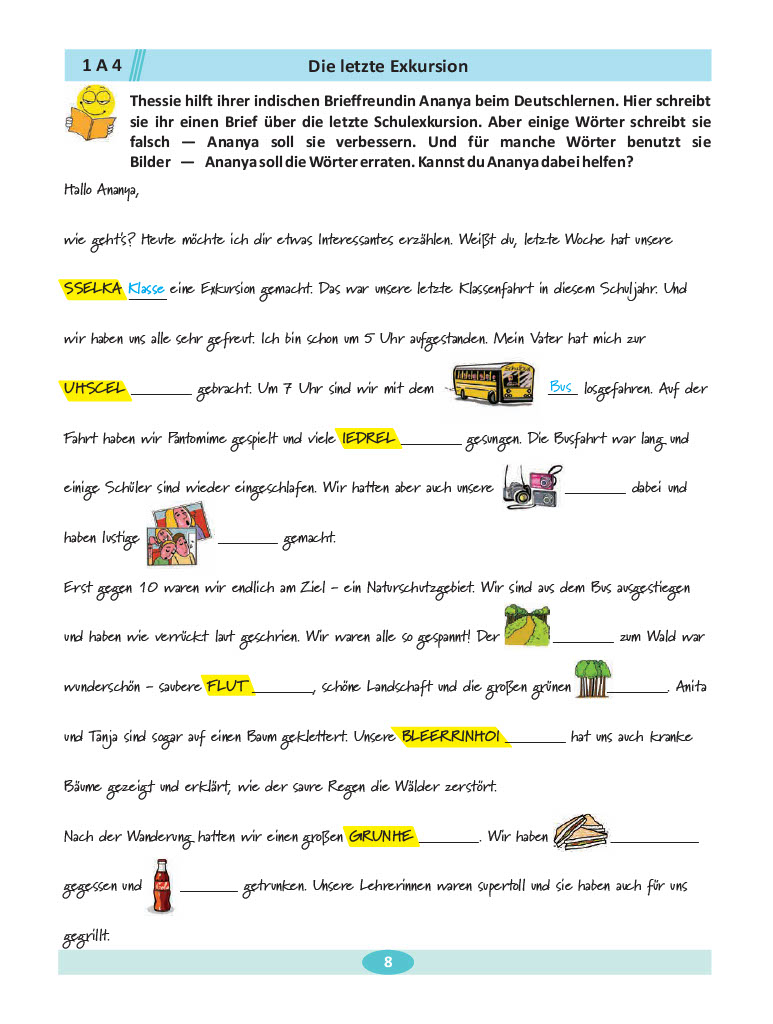 1 A 4 Die letzte Exkursion
Thessie hilft ihrer indischen Brieffreundin Ananya beim Deutschlernen. Hier schreibt
sie ihr einen Brief über die letzte Schulexkursion. Aber einige Wörter schreibt sie
falsch — Ananya soll sie verbessern. Und für manche Wörter benutzt sie
Bilder — Ananya soll die Wörter erraten. Kannst du Ananya dabei helfen?
Hallo Ananya,
wie geht's? Heute möchte ich dir etwas Interessantes erzählen. Weißt du, letzte Woche hat unsere
SSELKA Klasse eine Exkursion gemacht. Das war unsere letzte Klassenfahrt in diesem Schuljahr. Und
wir haben uns alle sehr gefreut. Ich bin schon um 5 Uhr aufgestanden. Mein Vater hat mich zur
UHSCEL ________ gebracht. Um 7 Uhr sind wir mit dem Bus losgefahren. Auf der
Fahrt haben wir Pantomime gespielt und viele IEDREL ________ gesungen. Die Busfahrt war lang und
einige Schüler sind wieder eingeschlafen. Wir hatten aber auch unsere ________ dabei und
haben lustige ________ gemacht.
Erst gegen 10 waren wir endlich am Ziel – ein Naturschutzgebiet. Wir sind aus dem Bus ausgestiegen
und haben wie verrückt laut geschrien. Wir waren alle so gespannt! Der ________ zum Wald war
wunderschön – saubere FLUT ________, schöne Landschaft und die großen grünen ________. Anita
und Tanja sind sogar auf einen Baum geklettert. Unsere BLEERRINHOI ________ hat uns auch kranke
Bäume gezeigt und erklärt, wie der saure Regen die Wälder zerstört.
Nach der Wanderung hatten wir einen großen GRUNHE ________. Wir haben ________
gegessen und ________ getrunken. Unsere Lehrerinnen waren supertoll und sie haben auch für uns
gegrillt.
8